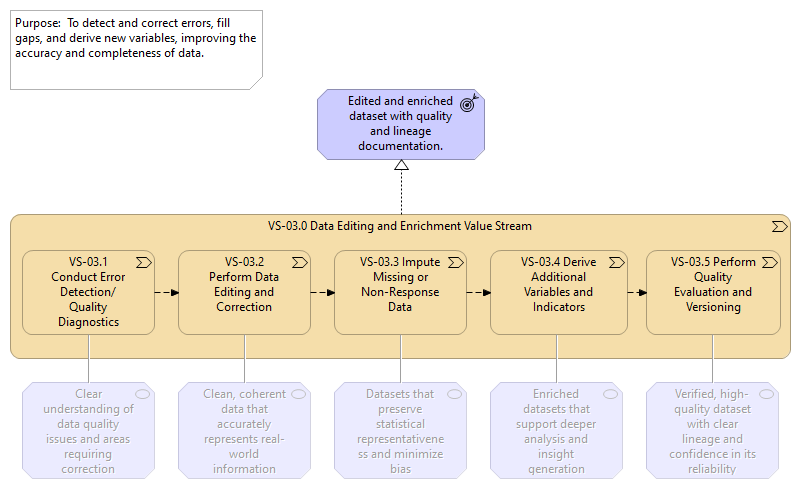 Purpose:  To detect and correct errors, fill
gaps, and derive new variables, improving the
accuracy and completeness of data.
Edited and enriched
dataset with quality
and lineage
documentation.
VS-03.0 Data Editing and Enrichment Value Stream
VS-03.1
Conduct Error
Detection/
Quality
Diagnostics
VS-03.2
Perform Data
Editing and
Correction
VS-03.3 Impute
Missing or
Non-Response
Data
VS-03.4 Derive
Additional
Variables and
Indicators
VS-03.5 Perform
Quality
Evaluation and
Versioning
Clear
understanding of
data quality
issues and areas
requiring
correction
Clean, coherent
data that
accurately
represents real-
world
information
Datasets that
preserve
statistical
representativene
ss and minimize
bias
Enriched
datasets that
support deeper
analysis and
insight
generation
Verified, high-
quality dataset
with clear
lineage and
confidence in its
reliability